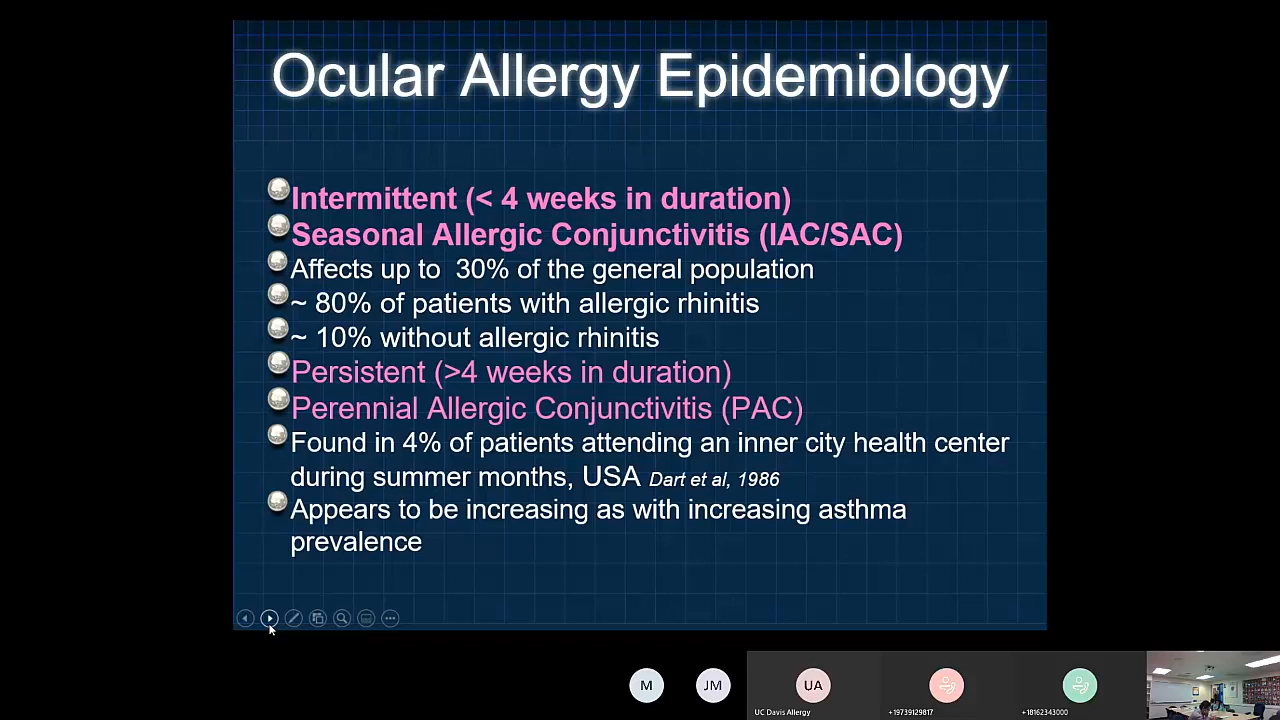 Ocular Allergy Epidemiology
Intermittent (< 4 weeks in duration)
Seasonal Allergic Conjunctivitis (IAC/SAC)
Affects up to 30% of the general population
~ 80% of patients with allergic rhinitis
~ 10% without allergic rhinitis
Persistent (>4 weeks in duration)
Perennial Allergic Conjunctivitis (PAC)
Found in 4% of patients attending an inner city health center
during summer months, USA Dart et al, 1986
Appears to be increasing as with increasing asthma
prevalence
M
JM
UA
UC Davis Allergy
+19739129817
+18162343000